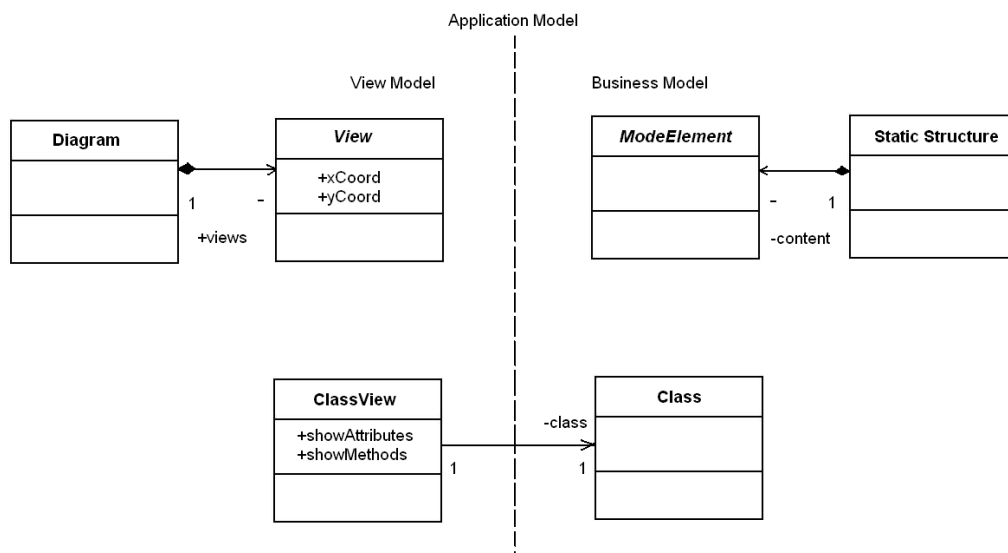 Application Model
View Model
Business Model
Diagram
View
+xCoord
+yCoord
1
-
+views
ModeElement
Static Structure
-
1
-content
ClassView
+showAttributes
+showMethods
1
-class
1
Class